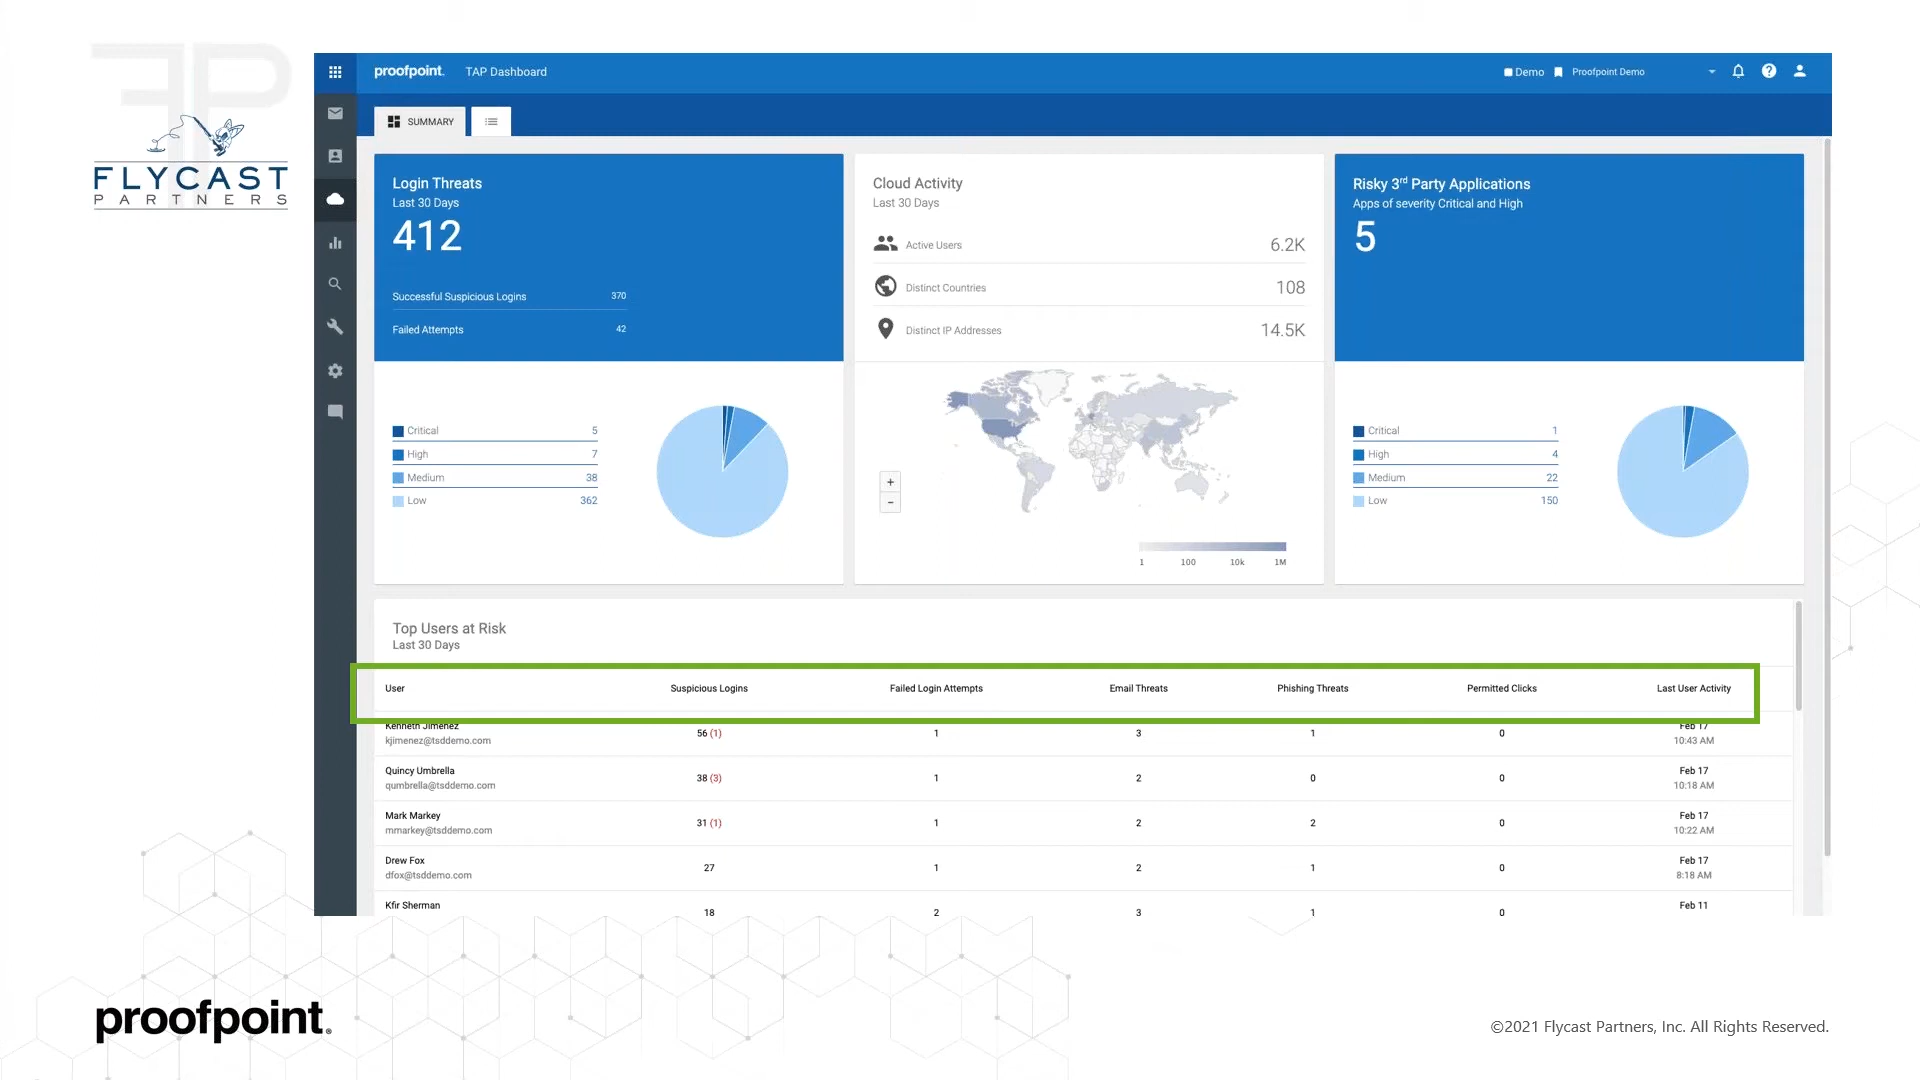 FP
FLYCAST
PARTNERS
proofpoint. TAP Dashboard
Demo Proofpoint Demo
SUMMARY
Login Threats
Last 30 Days
412
Successful Suspicious Logins 370
Failed Attempts 42
Critical 5
High 7
Medium 38
Low 362
Cloud Activity
Last 30 Days
Active Users 6.2K
Distinct Countries 108
Distinct IP Addresses 14.5K
+
-
1 100 10k 1M
Risky 3rd Party Applications
Apps of severity Critical and High
5
Critical 1
High 4
Medium 22
Low 150
Top Users at Risk
Last 30 Days
User Suspicious Logins Failed Login Attempts Email Threats Phishing Threats Permitted Clicks Last User Activity
Kenneth Jimenez 56 (1) 1 3 1 0 Feb 17
kjimenez@tsddemo.com 10:43 AM
Quincy Umbrella 38 (3) 1 2 0 0 Feb 17
qumbrella@tsddemo.com 10:18 AM
Mark Markey 31 (1) 1 2 2 0 Feb 17
mmarkey@tsddemo.com 10:22 AM
Drew Fox 27 1 2 1 0 Feb 17
dfox@tsddemo.com 8:18 AM
Kfir Sherman 18 2 3 1 0 Feb 11
proofpoint.
©2021 Flycast Partners, Inc. All Rights Reserved.